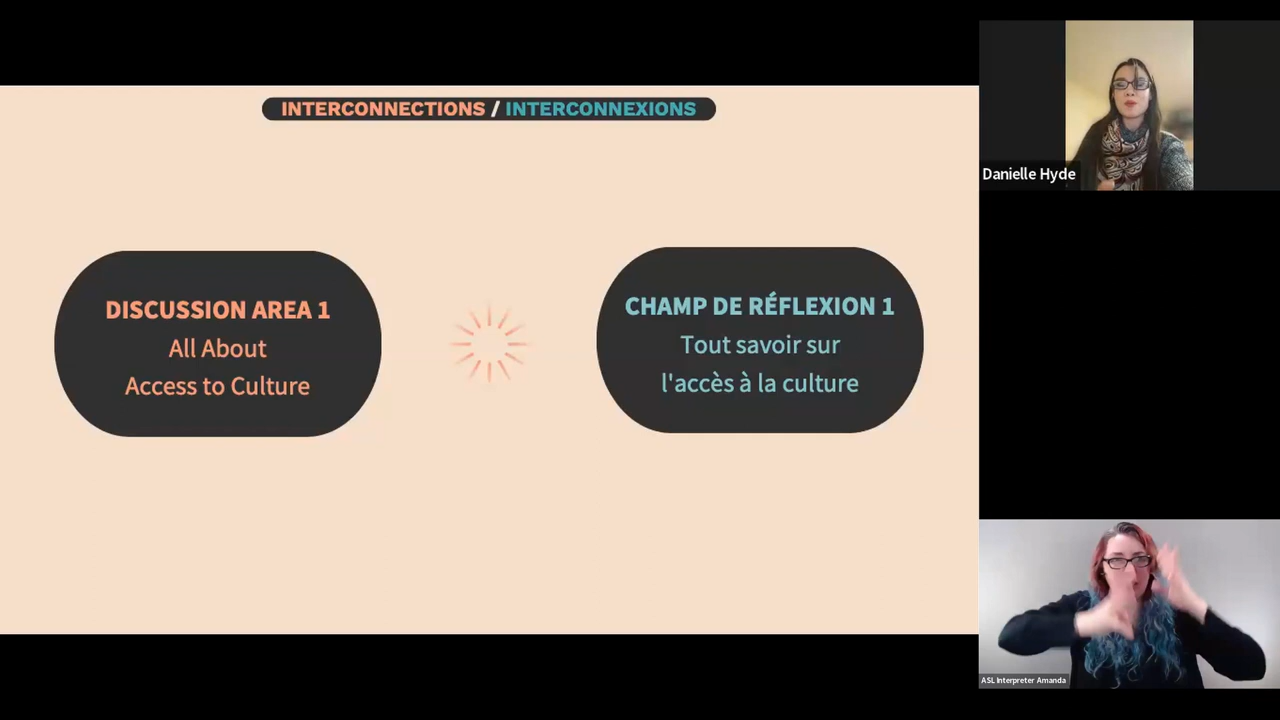 INTERCONNECTIONS / INTERCONNEXIONS
DISCUSSION AREA 1
All About
Access to Culture
CHAMP DE RÉFLEXION 1
Tout savoir sur
l'accès à la culture
Danielle Hyde
ASL Interpreter Amanda